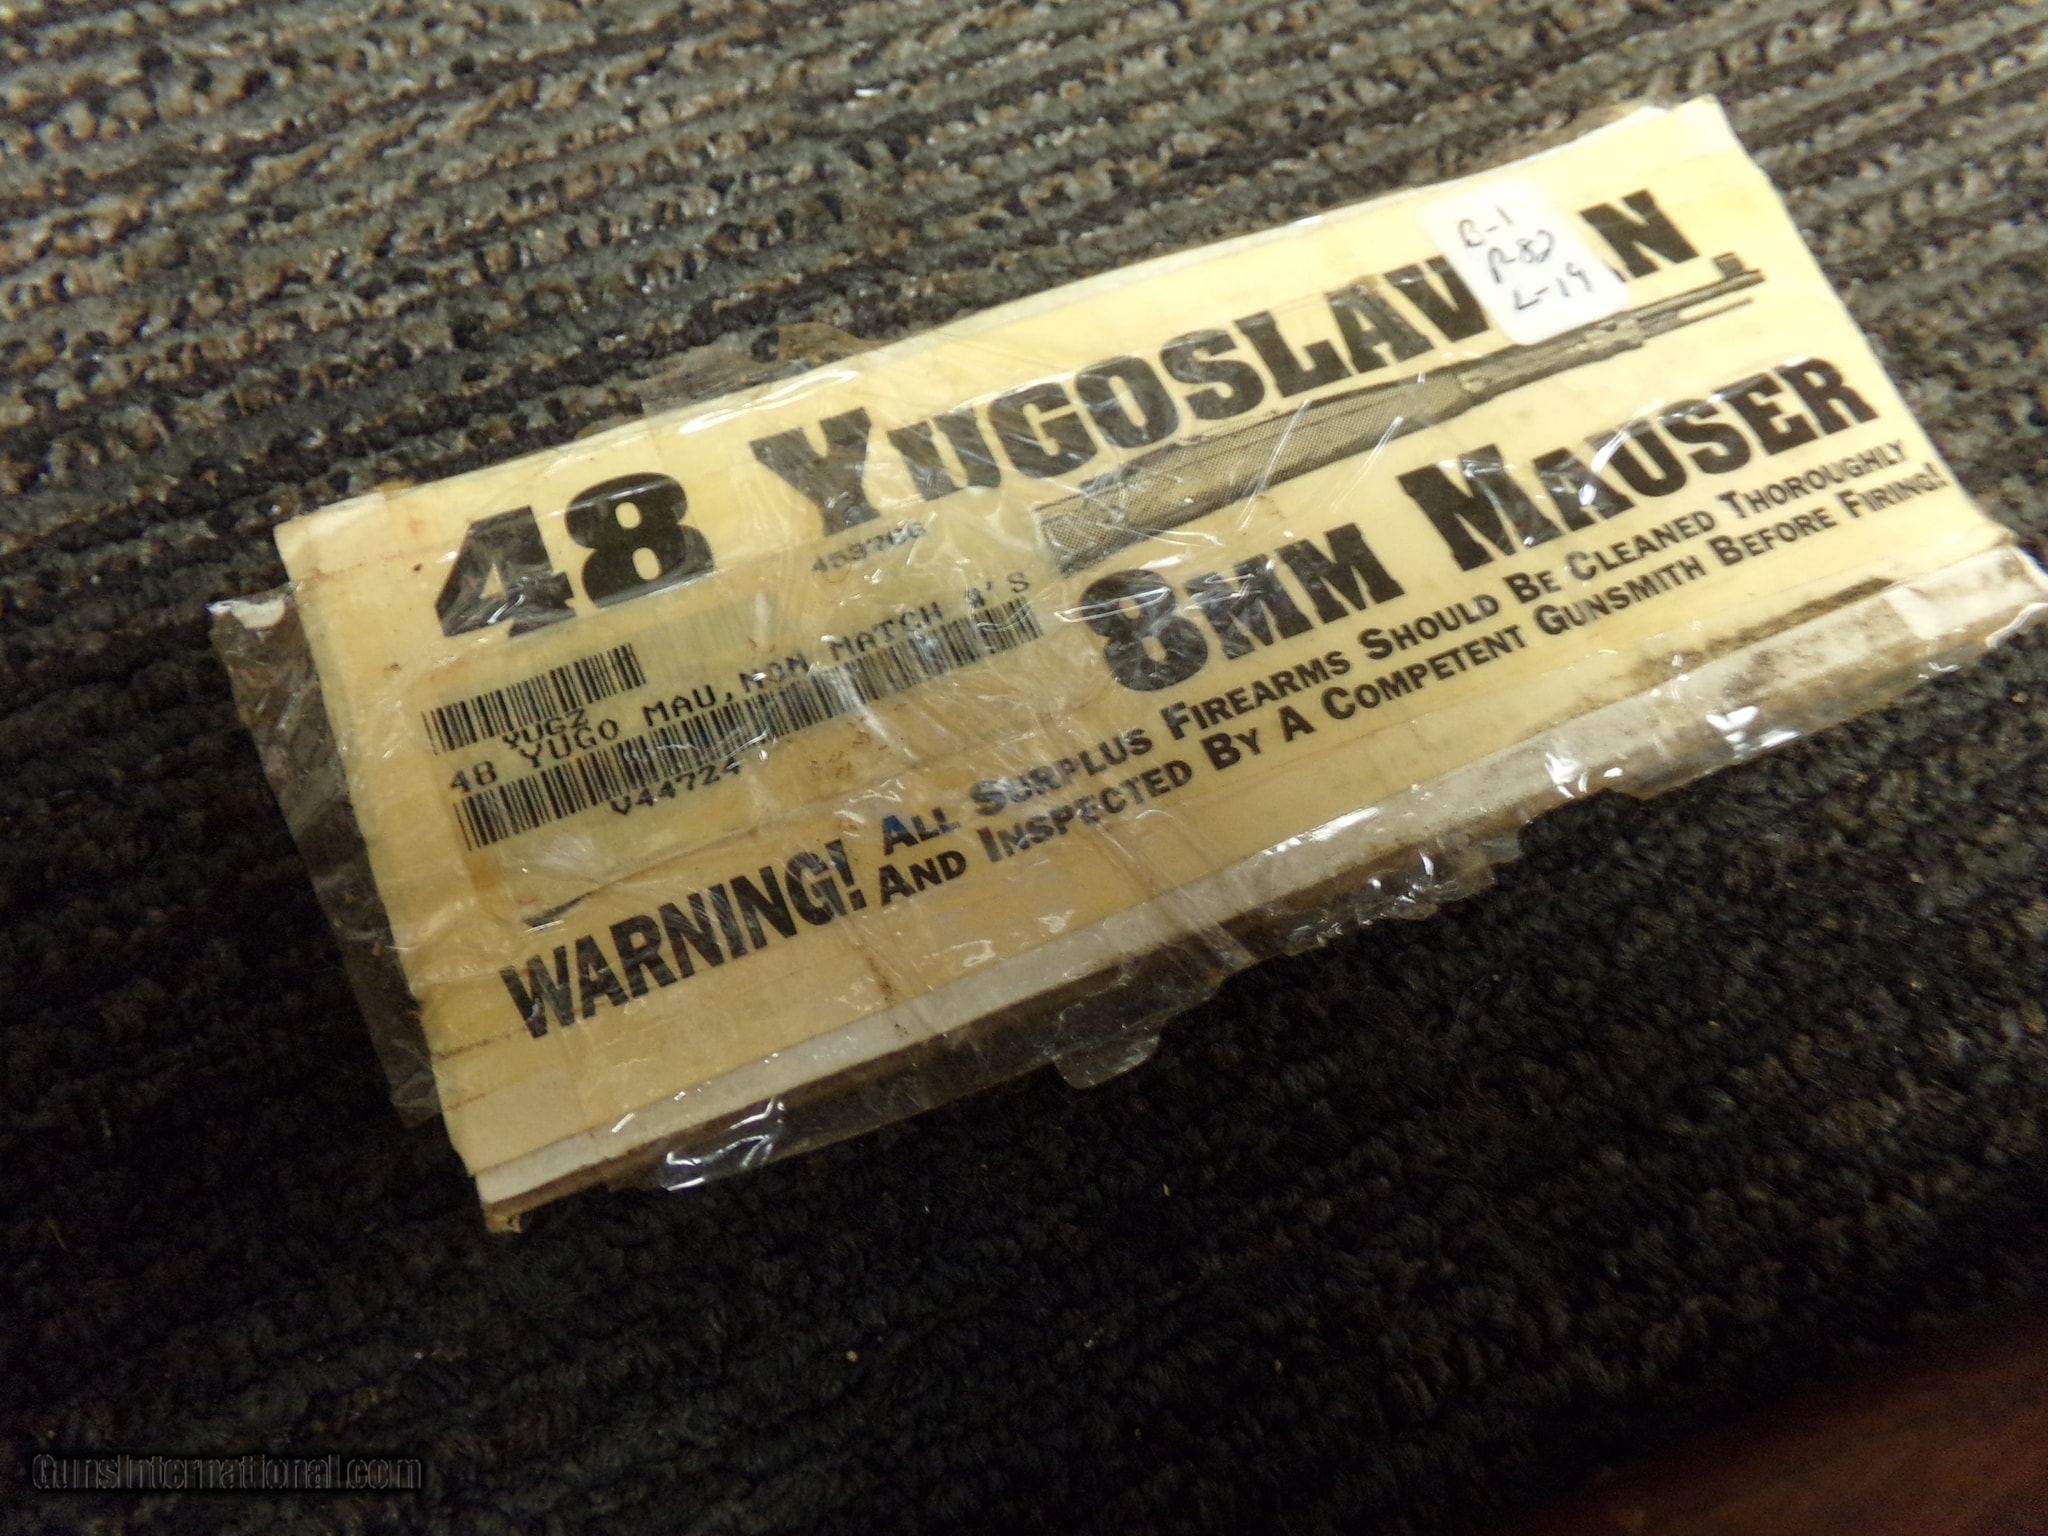 48 YUGOSLAV N
B-1
R-82
L-19
453766
8MM MAUSER
YUGZ
48 YUGO MAU,NON MATCH #'S
V44724
WARNING! ALL SURPLUS FIREARMS SHOULD BE CLEANED THOROUGHLY
AND INSPECTED BY A COMPETENT GUNSMITH BEFORE FIRING!
GunsInternational.com